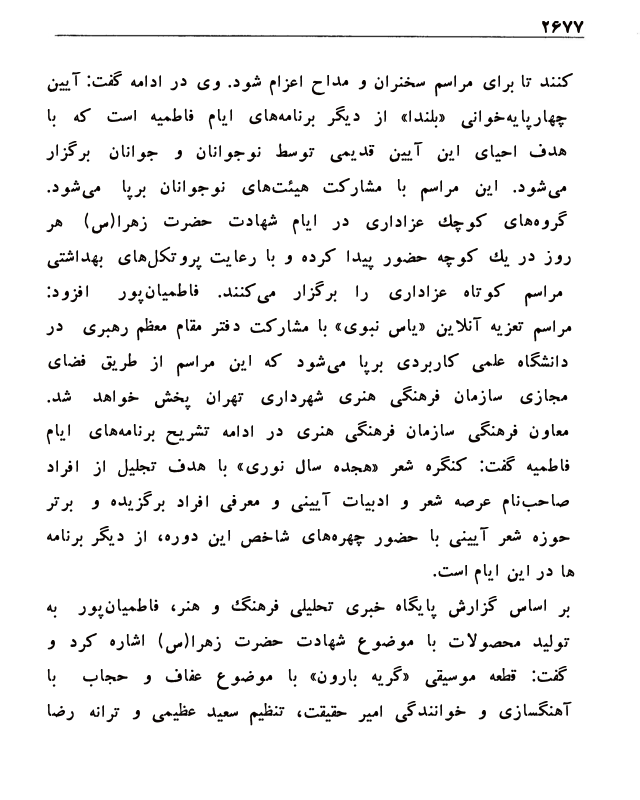 ۲۶۷۷
کنند تا برای مراسم سخنران و مداح اعزام شود. وی در ادامه گفت: آیین
چهارپایه‌خوانی «بلندا» از دیگر برنامه‌های ایام فاطمیه است که با
هدف احیای این آیین قدیمی توسط نوجوانان و جوانان برگزار
می‌شود. این مراسم با مشارکت هیئت‌های نوجوانان برپا می‌شود.
گروه‌های کوچك عزاداری در ایام شهادت حضرت زهرا(س) هر
روز در یك کوچه حضور پیدا کرده و با رعایت پروتکل‌های بهداشتی
مراسم کوتاه عزاداری را برگزار می‌کنند. فاطمیان‌پور افزود:
مراسم تعزیه آنلاین «یاس نبوی» با مشارکت دفتر مقام معظم رهبری در
دانشگاه علمی کاربردی برپا می‌شود که این مراسم از طریق فضای
مجازی سازمان فرهنگی هنری شهرداری تهران پخش خواهد شد.
معاون فرهنگی سازمان فرهنگی هنری در ادامه تشریح برنامه‌های ایام
فاطمیه گفت: کنگره شعر «هجده سال نوری» با هدف تجلیل از افراد
صاحب‌نام عرصه شعر و ادبیات آیینی و معرفی افراد برگزیده و برتر
حوزه شعر آیینی با حضور چهره‌های شاخص این دوره، از دیگر برنامه
ها در این ایام است.
بر اساس گزارش پایگاه خبری تحلیلی فرهنگ و هنر، فاطمیان‌پور به
تولید محصولات با موضوع شهادت حضرت زهرا(س) اشاره کرد و
گفت: قطعه موسیقی «گریه بارون» با موضوع عفاف و حجاب با
آهنگسازی و خوانندگی امیر حقیقت، تنظیم سعید عظیمی و ترانه رضا